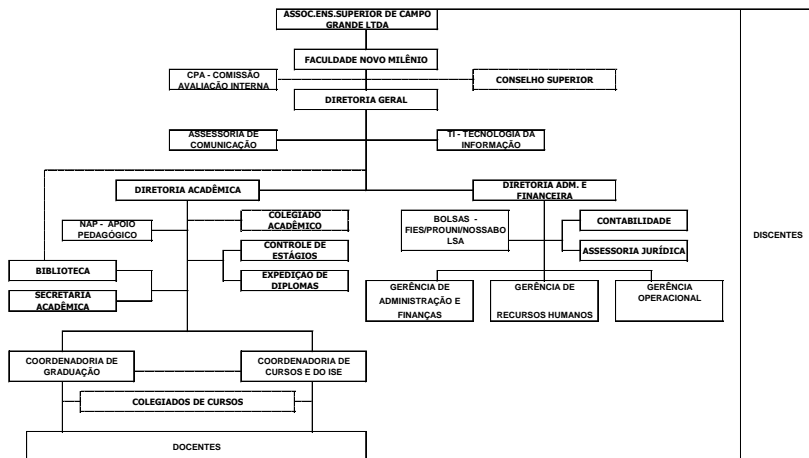 ASSOC.ENS.SUPERIOR DE CAMPO
GRANDE LTDA
FACULDADE NOVO MILÊNIO
CPA - COMISSÃO
AVALIAÇÃO INTERNA
CONSELHO SUPERIOR
DIRETORIA GERAL
DISCENTES
ASSESSORIA DE
COMUNICAÇÃO
TI - TECNOLOGIA DA
INFORMAÇÃO
DIRETORIA ACADÊMICA
DIRETORIA ADM. E
FINANCEIRA
NAP - APOIO
PEDAGÓGICO
COLEGIADO
ACADÊMICO
BOLSAS -
FIES/PROUNI/NOSSABO
LSA
CONTABILIDADE
CONTROLE DE
ESTÁGIOS
ASSESSORIA JURÍDICA
BIBLIOTECA
EXPEDIÇAO DE
DIPLOMAS
SECRETARIA
ACADÊMICA
GERÊNCIA DE
ADMINISTRAÇÃO E
FINANÇAS
GERÊNCIA DE
RECURSOS HUMANOS
GERÊNCIA
OPERACIONAL
COORDENADORIA DE
GRADUAÇÃO
COORDENADORIA DE
CURSOS E DO ISE
COLEGIADOS DE CURSOS
DOCENTES